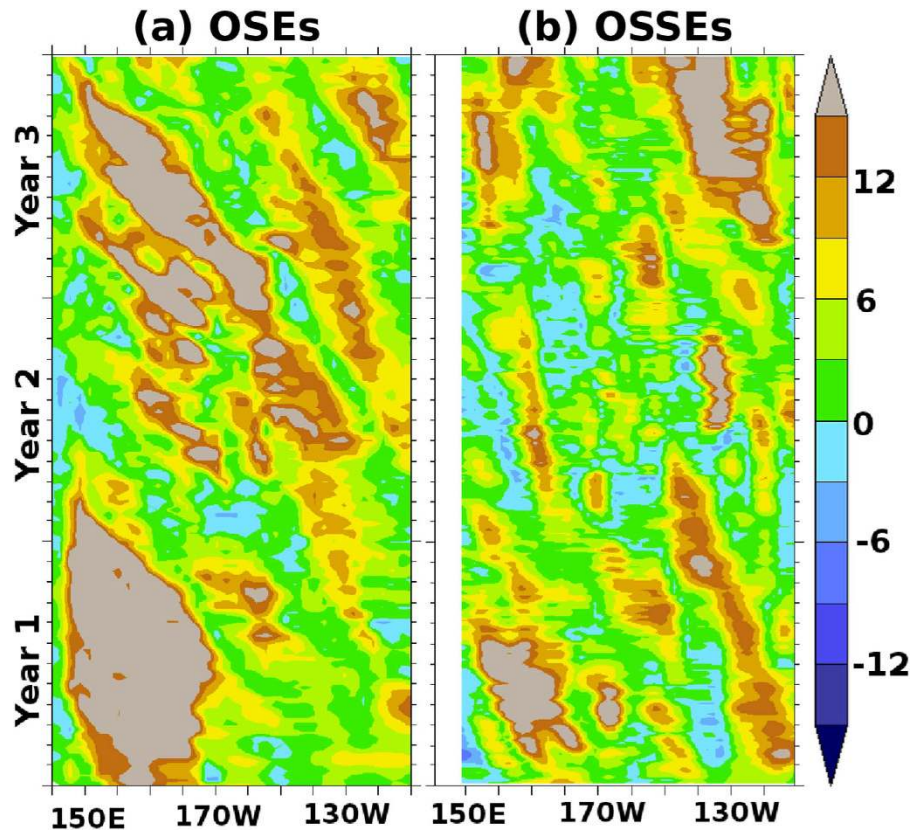 (a) OSEs (b) OSSEs
Year 3
Year 2
Year 1
12
6
0
-6
-12
150E 170W 130W 150E 170W 130W